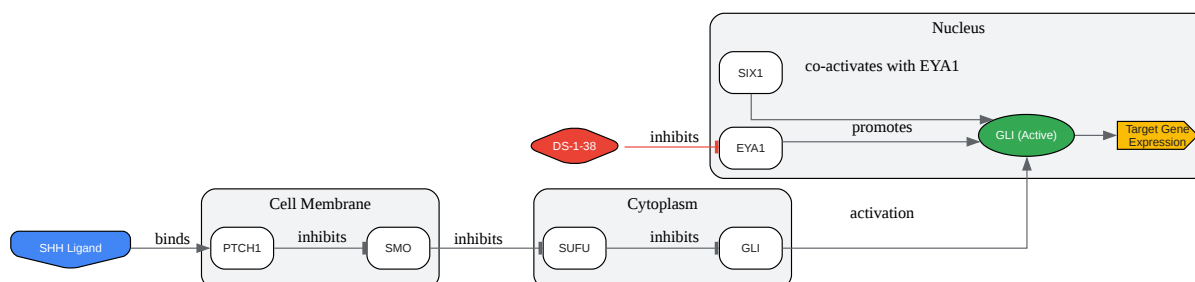 Nucleus
SIX1
co-activates with EYA1
DS-1-38
inhibits
EYA1
promotes
GLI (Active)
Target Gene
Expression
Cell Membrane
Cytoplasm
activation
SHH Ligand
binds
PTCH1
inhibits
SMO
inhibits
SUFU
inhibits
GLI